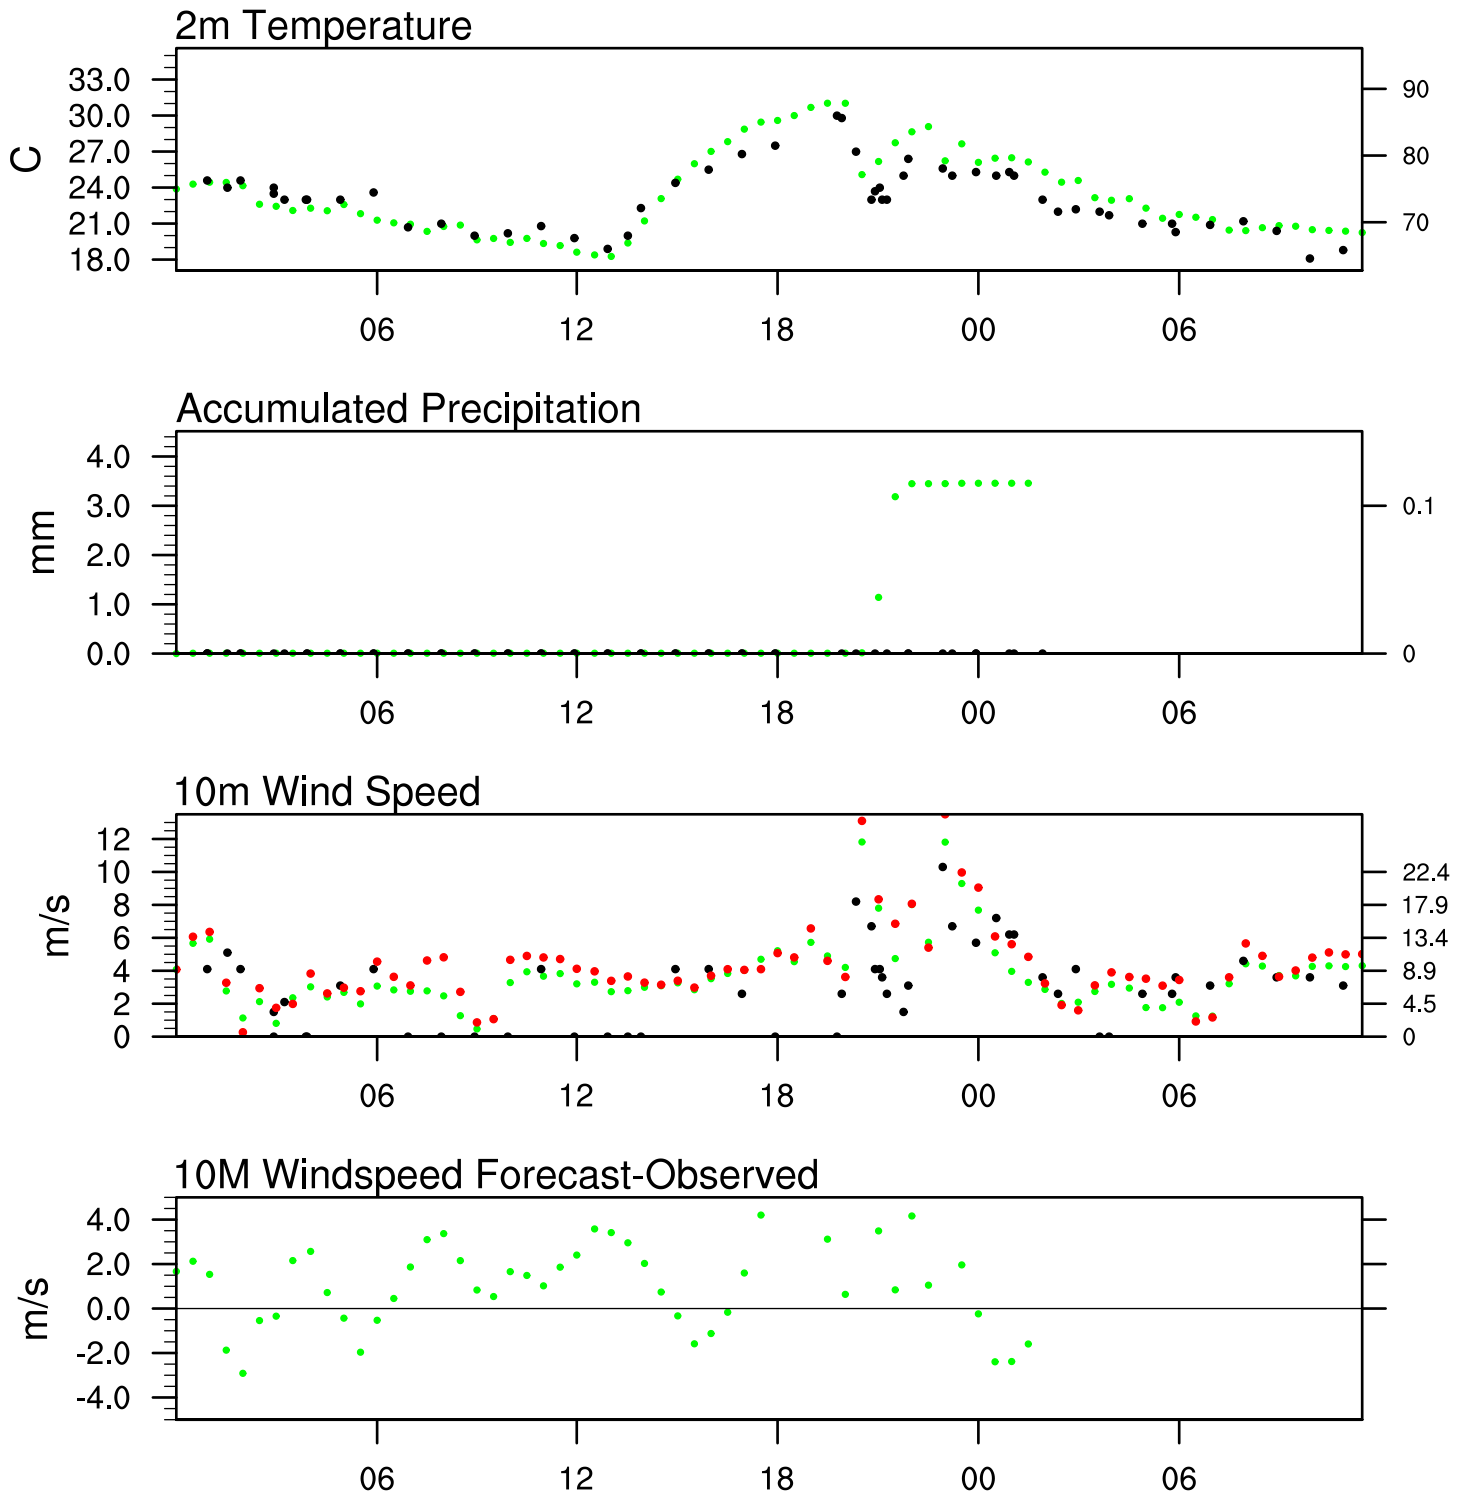 2m Temperature
33.0
30.0
27.0
24.0
21.0
18.0
C
90
80
70
06 12 18 00 06
Accumulated Precipitation
4.0
3.0
2.0
1.0
0.0
mm
0.1
0
06 12 18 00 06
10m Wind Speed
12
10
8
6
4
2
0
m/s
22.4
17.9
13.4
8.9
4.5
0
06 12 18 00 06
10M Windspeed Forecast-Observed
4.0
2.0
0.0
-2.0
-4.0
m/s
06 12 18 00 06